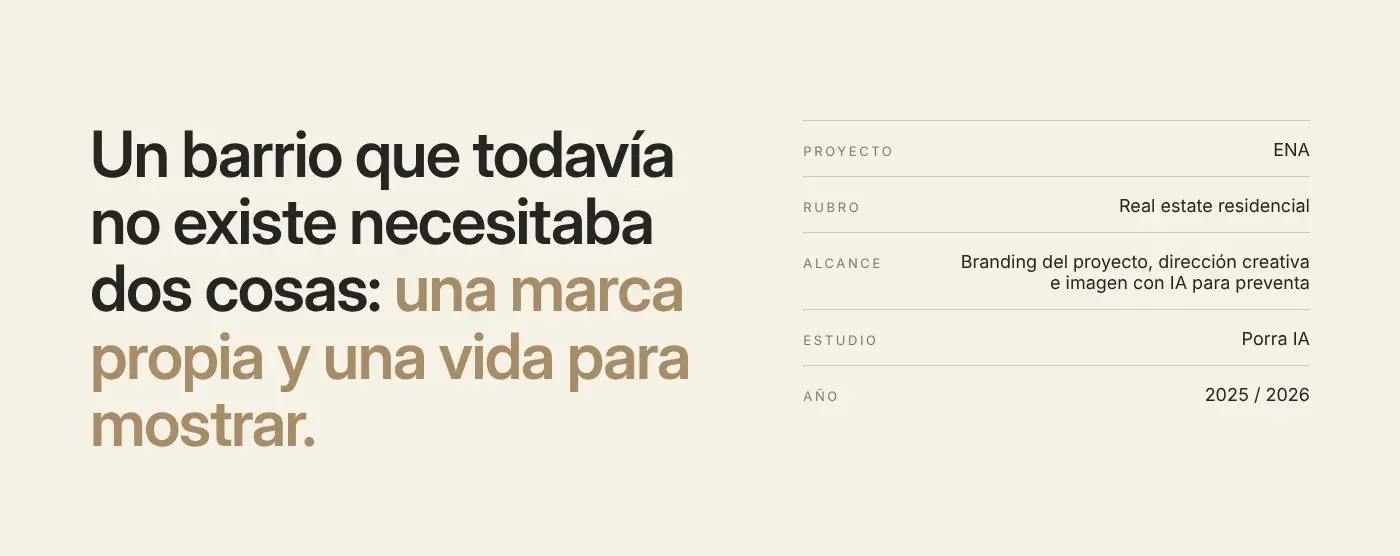 Un barrio que todavía
no existe necesitaba
dos cosas: una marca
propia y una vida para
mostrar.
PROYECTO ENA
RUBRO Real estate residencial
ALCANCE Branding del proyecto, dirección creativa
e imagen con IA para preventa
ESTUDIO Porra IA
AÑO 2025 / 2026